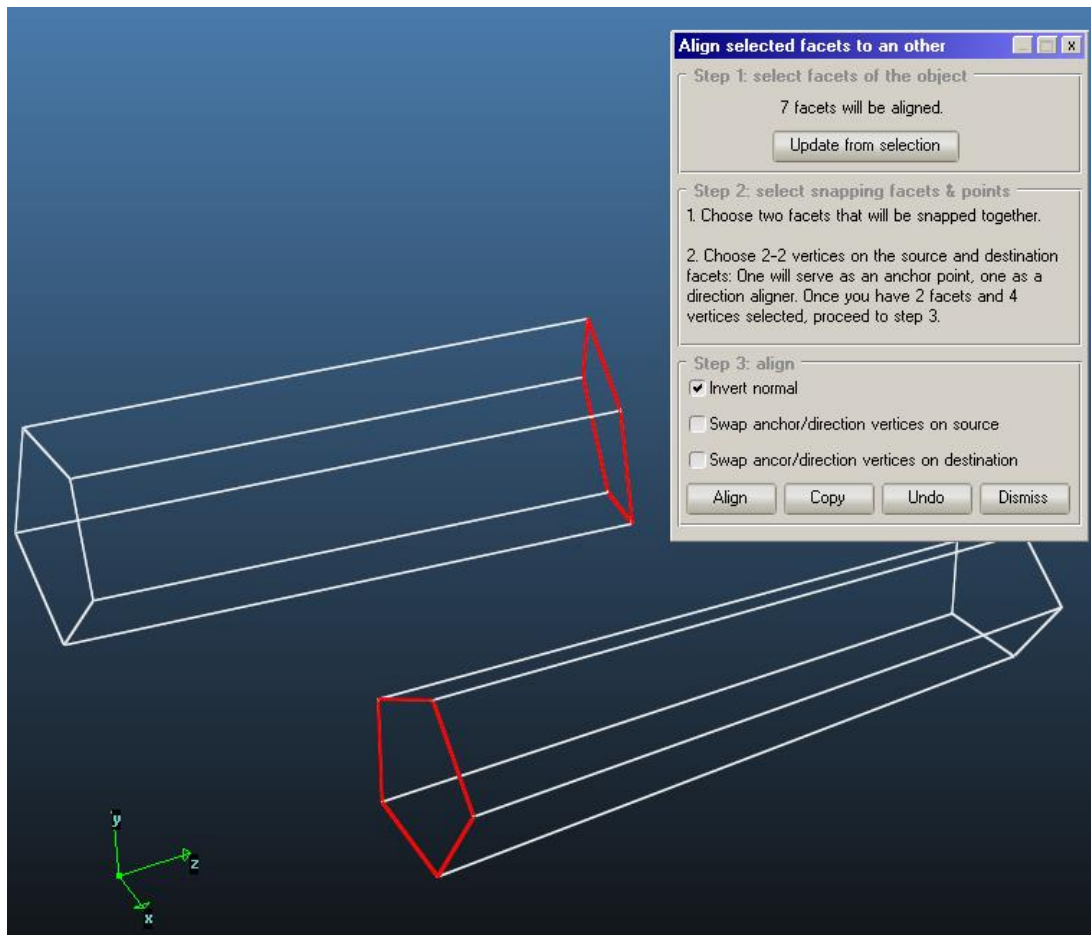 Align selected facets to an other
Step 1: select facets of the object
7 facets will be aligned.
Update from selection
Step 2: select snapping facets & points
1. Choose two facets that will be snapped together.
2. Choose 2-2 vertices on the source and destination
facets: One will serve as an anchor point, one as a
direction aligner. Once you have 2 facets and 4
vertices selected, proceed to step 3.
Step 3: align
Invert normal
Swap anchor/direction vertices on source
Swap ancor/direction vertices on destination
Align Copy Undo Dismiss
y
z
x